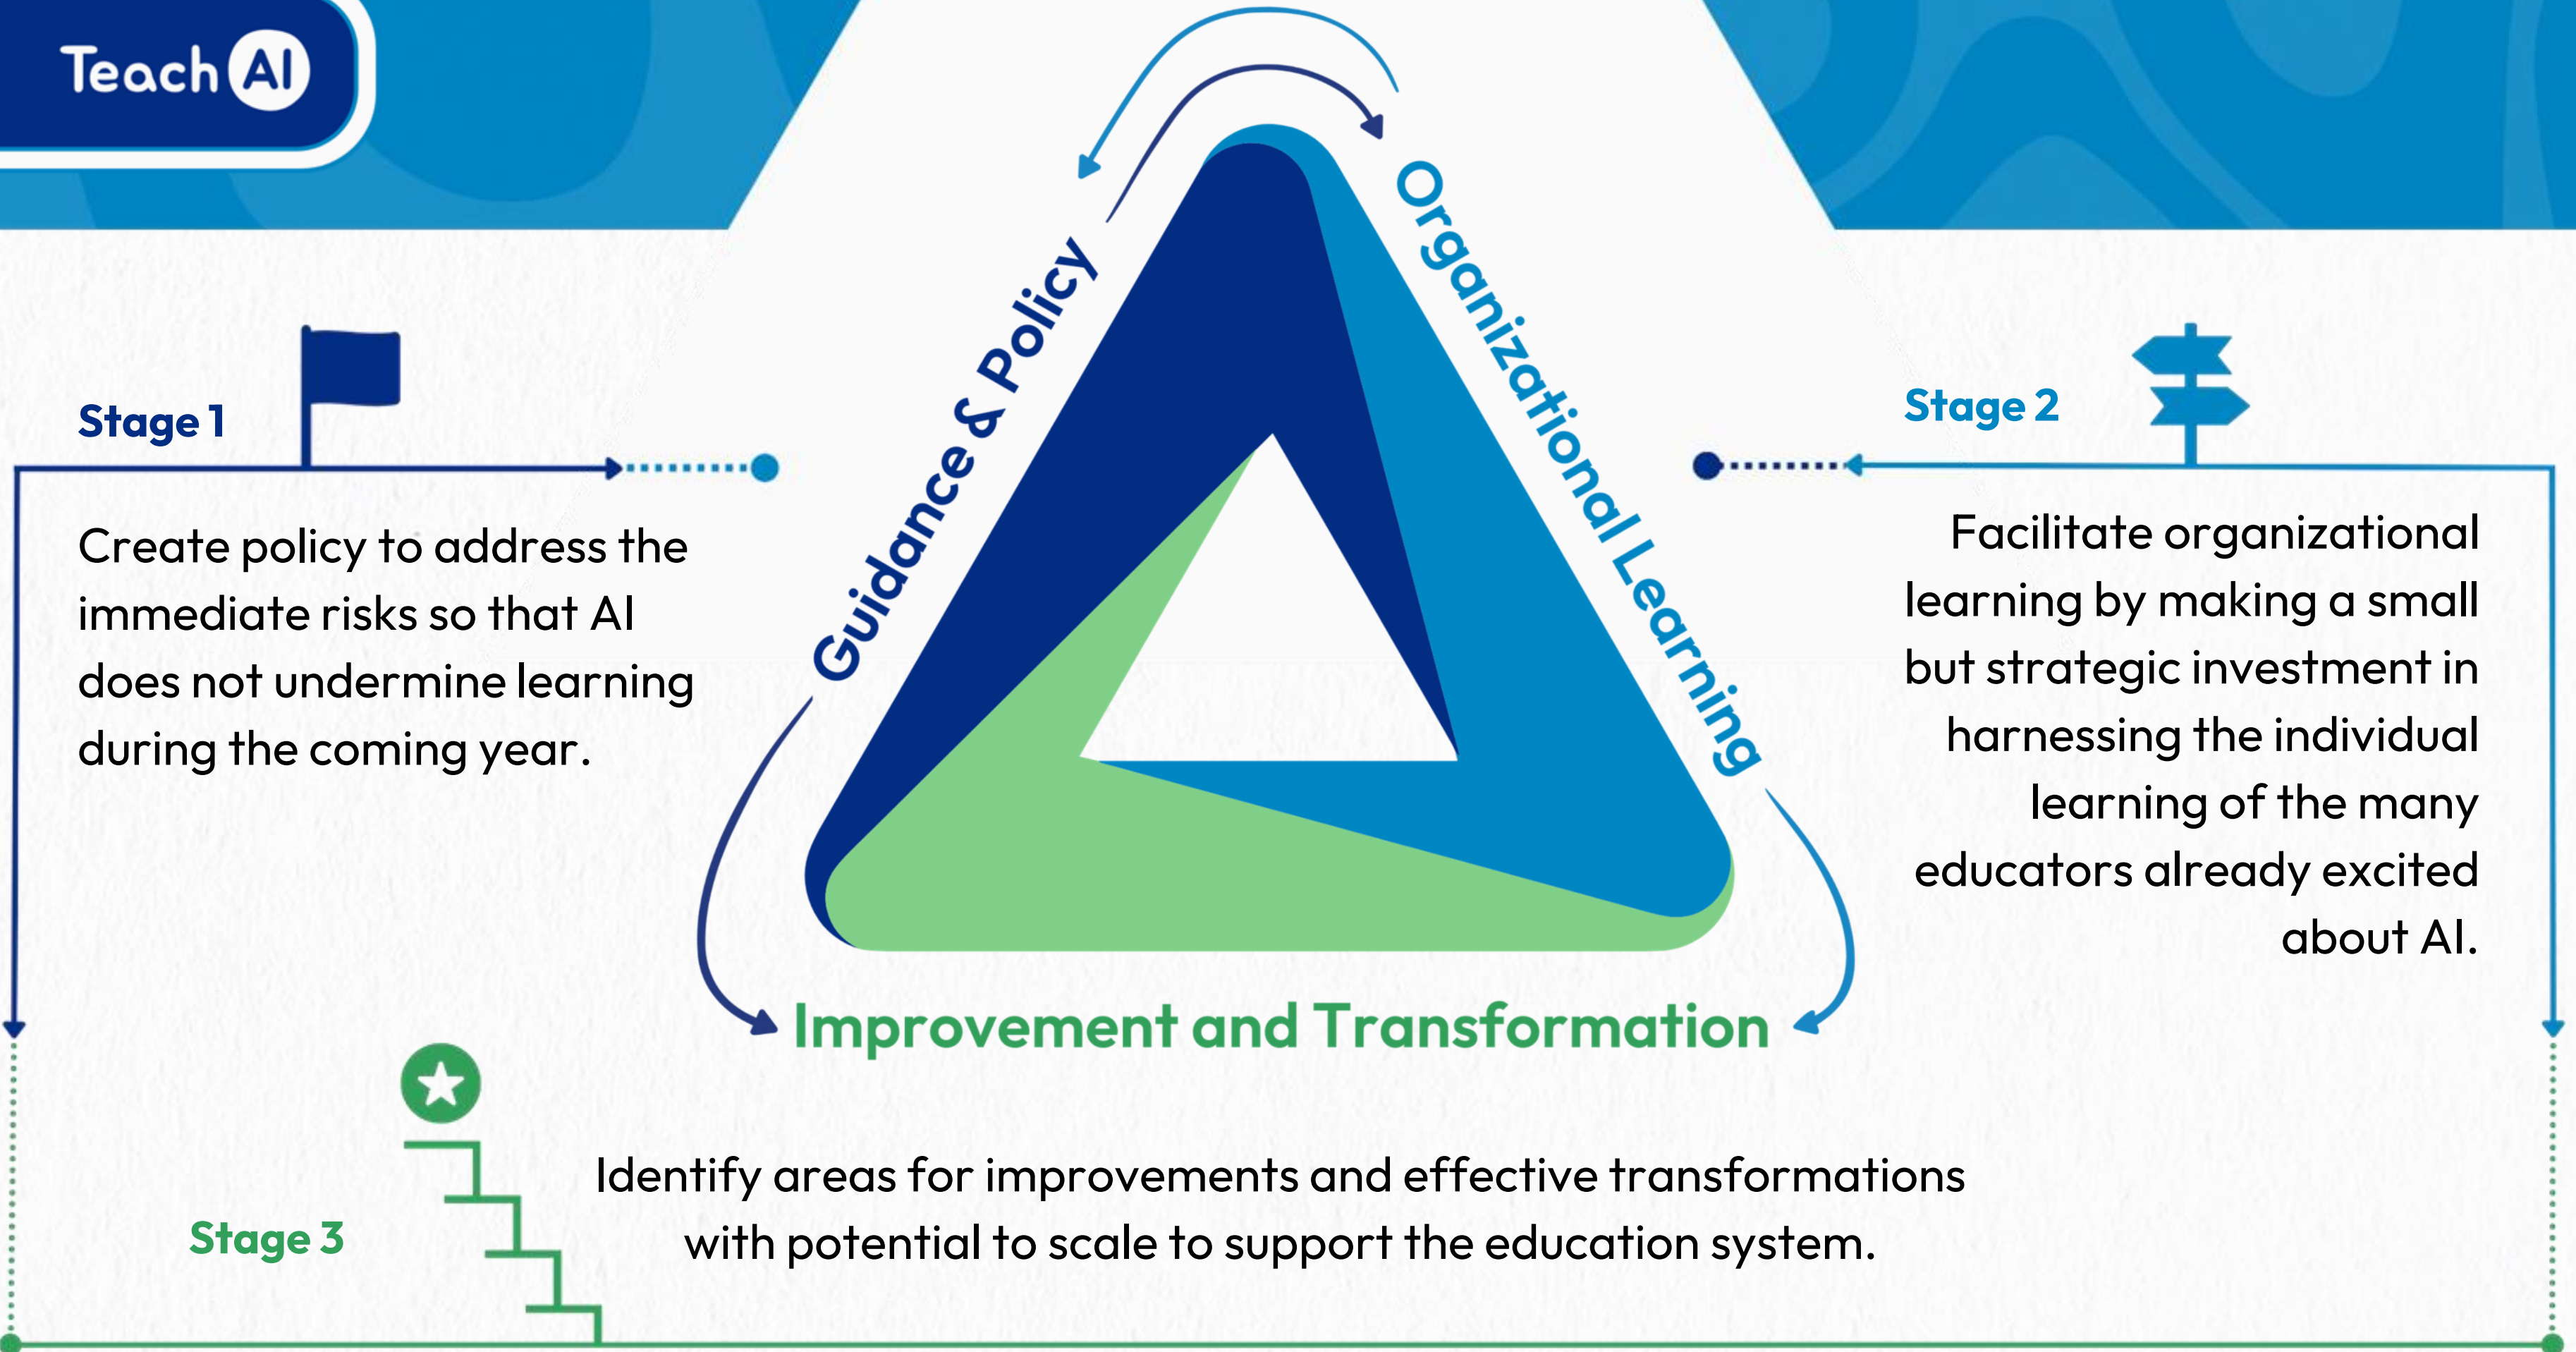 Teach AI
Guidance & Policy
Organizational Learning
Stage 1
Create policy to address the
immediate risks so that AI
does not undermine learning
during the coming year.
Stage 2
Facilitate organizational
learning by making a small
but strategic investment in
harnessing the individual
learning of the many
educators already excited
about AI.
Improvement and Transformation
Stage 3
Identify areas for improvements and effective transformations
with potential to scale to support the education system.